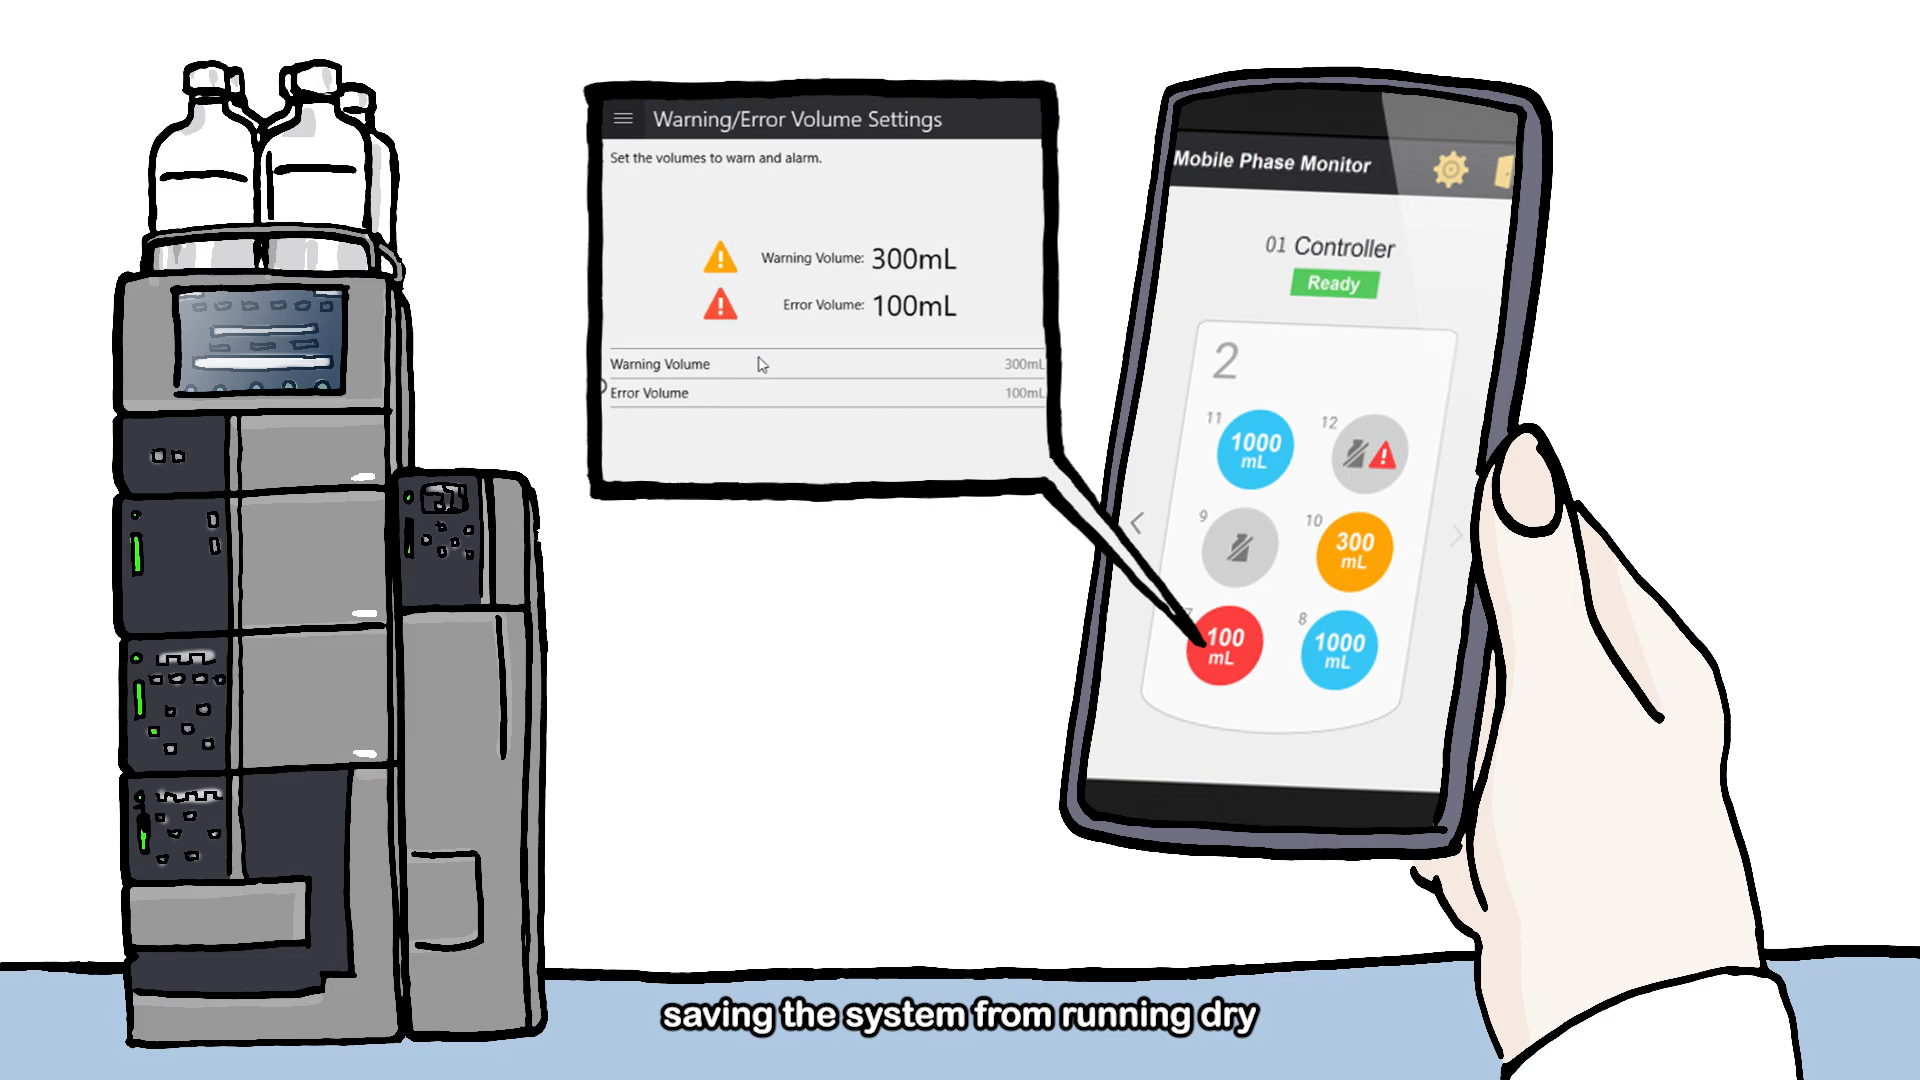 Warning/Error Volume Settings
Set the volumes to warn and alarm.
Warning Volume: 300mL
Error Volume: 100mL
Warning Volume 300mL
Error Volume 100mL
Mobile Phase Monitor
01 Controller
Ready
2
11 1000 mL
12
9
10 300 mL
7 100 mL
8 1000 mL
saving the system from running dry